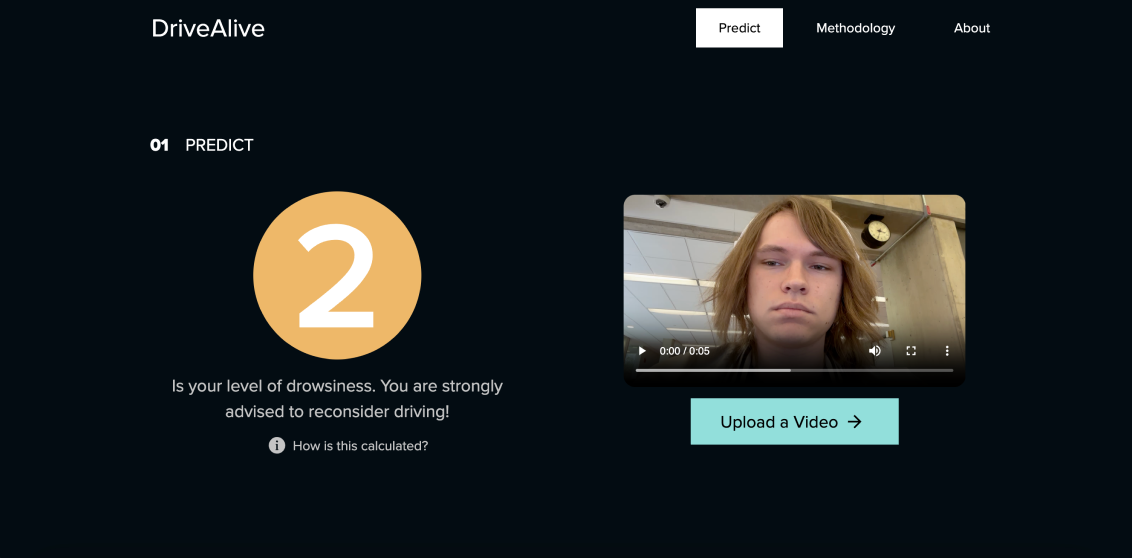 DriveAlive
Predict
Methodology
About
01 PREDICT
2
Is your level of drowsiness. You are strongly
advised to reconsider driving!
i How is this calculated?
0:00 / 0:05
Upload a Video →